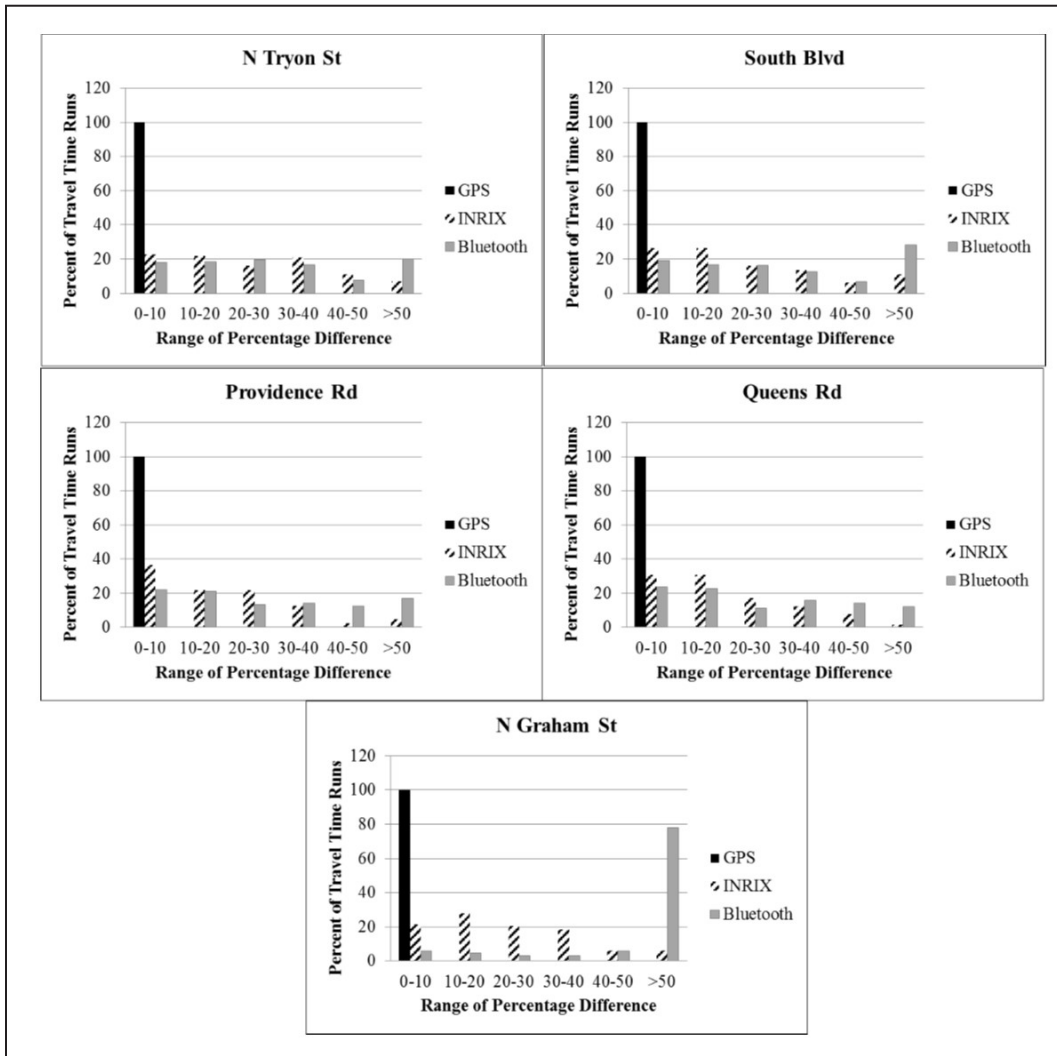 N Tryon St
Percent of Travel Time Runs
120
100
80
60
40
20
0
0-10 10-20 20-30 30-40 40-50 >50
Range of Percentage Difference
GPS
INRIX
Bluetooth
South Blvd
Percent of Travel Time Runs
120
100
80
60
40
20
0
0-10 10-20 20-30 30-40 40-50 >50
Range of Percentage Difference
GPS
INRIX
Bluetooth
Providence Rd
Percent of Travel Time Runs
120
100
80
60
40
20
0
0-10 10-20 20-30 30-40 40-50 >50
Range of Percentage Difference
GPS
INRIX
Bluetooth
Queens Rd
Percent of Travel Time Runs
120
100
80
60
40
20
0
0-10 10-20 20-30 30-40 40-50 >50
Range of Percentage Difference
GPS
INRIX
Bluetooth
N Graham St
Percent of Travel Time Runs
120
100
80
60
40
20
0
0-10 10-20 20-30 30-40 40-50 >50
Range of Percentage Difference
GPS
INRIX
Bluetooth